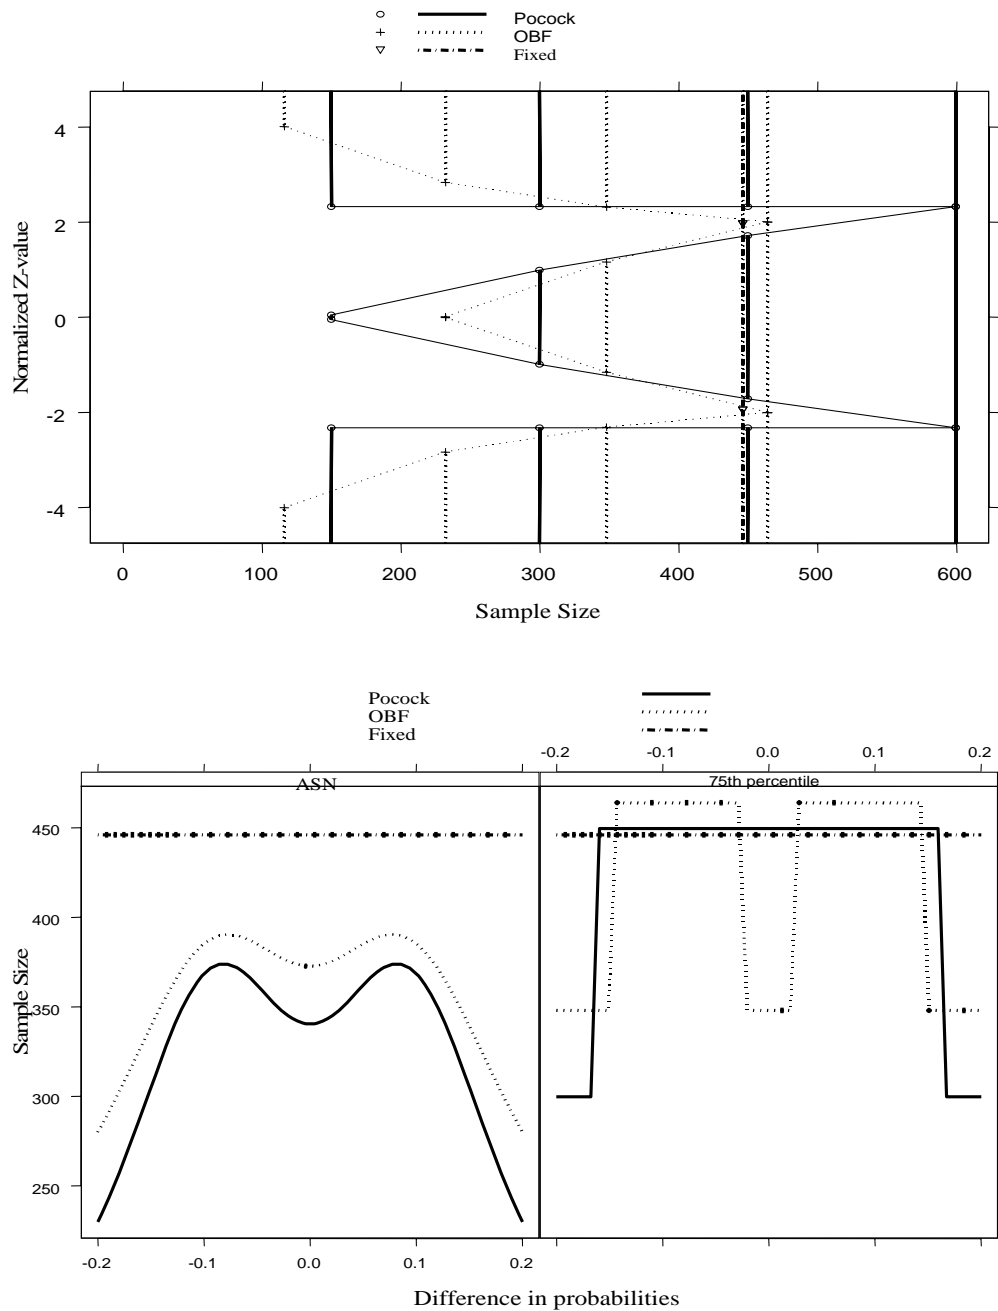 Pocock
OBF
Fixed
4
2
0
-2
-4
Normalized Z-value
0 100 200 300 400 500 600
Sample Size
Pocock
OBF
Fixed
-0.2 -0.1 0.0 0.1 0.2
ASN 75th percentile
450
400
350
300
250
Sample Size
-0.2 -0.1 0.0 0.1 0.2
Difference in probabilities